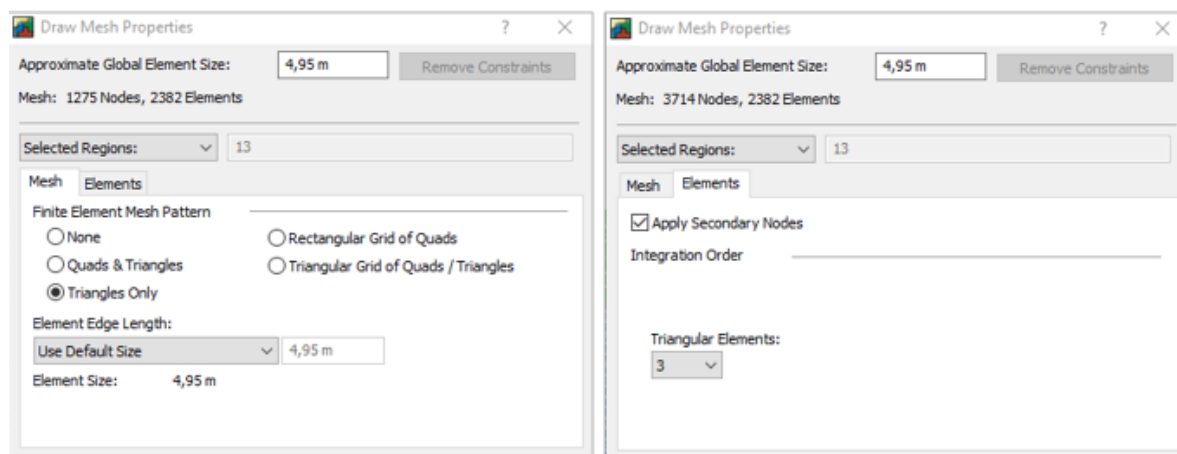 Draw Mesh Properties ?
Approximate Global Element Size: 4,95 m Remove Constraints
Mesh: 1275 Nodes, 2382 Elements
Selected Regions: 13
Mesh Elements
Finite Element Mesh Pattern
None Rectangular Grid of Quads
Quads & Triangles Triangular Grid of Quads / Triangles
Triangles Only
Element Edge Length:
Use Default Size 4,95 m
Element Size: 4,95 m
Draw Mesh Properties ?
Approximate Global Element Size: 4,95 m Remove Constraints
Mesh: 3714 Nodes, 2382 Elements
Selected Regions: 13
Mesh Elements
Apply Secondary Nodes
Integration Order
Triangular Elements:
3